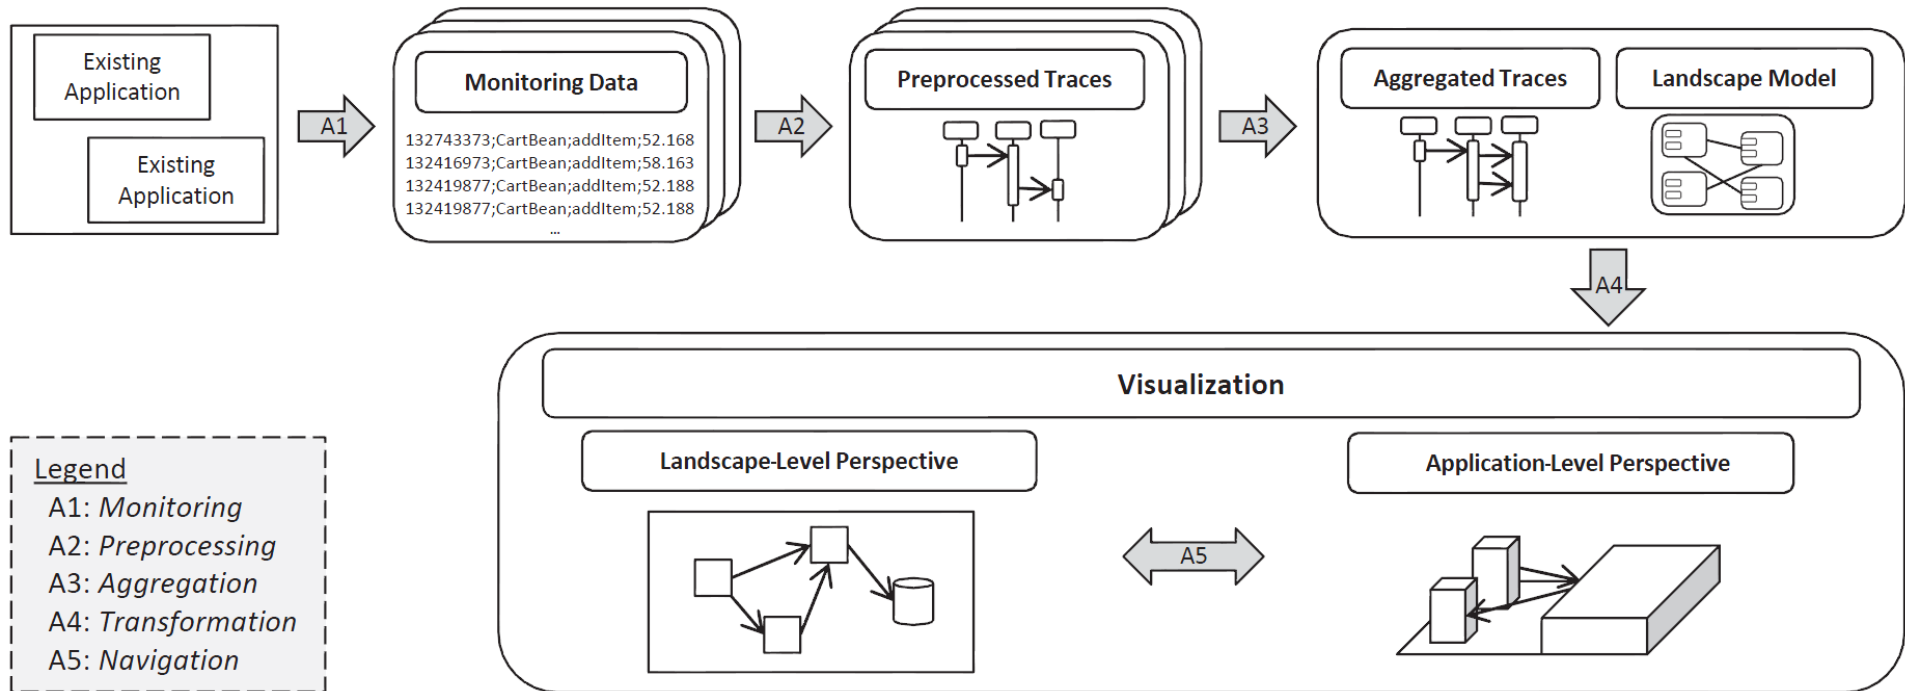 Existing
Application
Existing
Application
A1
Monitoring Data
132743373;CartBean;addItem;52.168
132416973;CartBean;addItem;58.163
132419877;CartBean;addItem;52.188
132419877;CartBean;addItem;52.188
...
A2
Preprocessed Traces
A3
Aggregated Traces
Landscape Model
A4
Visualization
Landscape-Level Perspective
A5
Application-Level Perspective
Legend
A1: Monitoring
A2: Preprocessing
A3: Aggregation
A4: Transformation
A5: Navigation